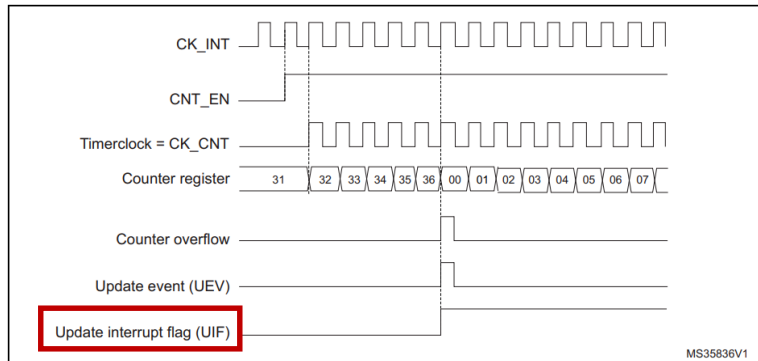 CK_INT
CNT_EN
Timerclock = CK_CNT
Counter register 31 32 33 34 35 36 00 01 02 03 04 05 06 07
Counter overflow
Update event (UEV)
Update interrupt flag (UIF)
MS35836V1